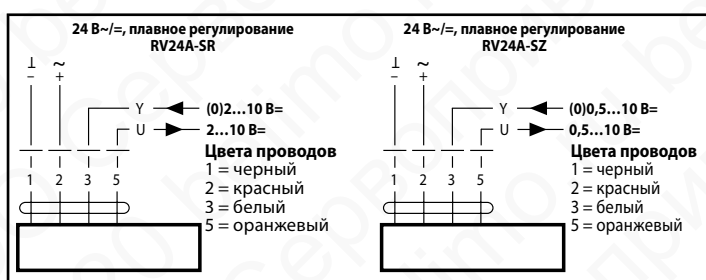 24 В~/=, плавное регулирование
RV24A-SR
⊥ ~
– +
Y (0)2...10 В=
U 2...10 В=
Цвета проводов
1 = черный
2 = красный
3 = белый
5 = оранжевый
1 2 3 5
24 В~/=, плавное регулирование
RV24A-SZ
⊥ ~
– +
Y (0)0,5...10 В=
U 0,5...10 В=
Цвета проводов
1 = черный
2 = красный
3 = белый
5 = оранжевый
1 2 3 5